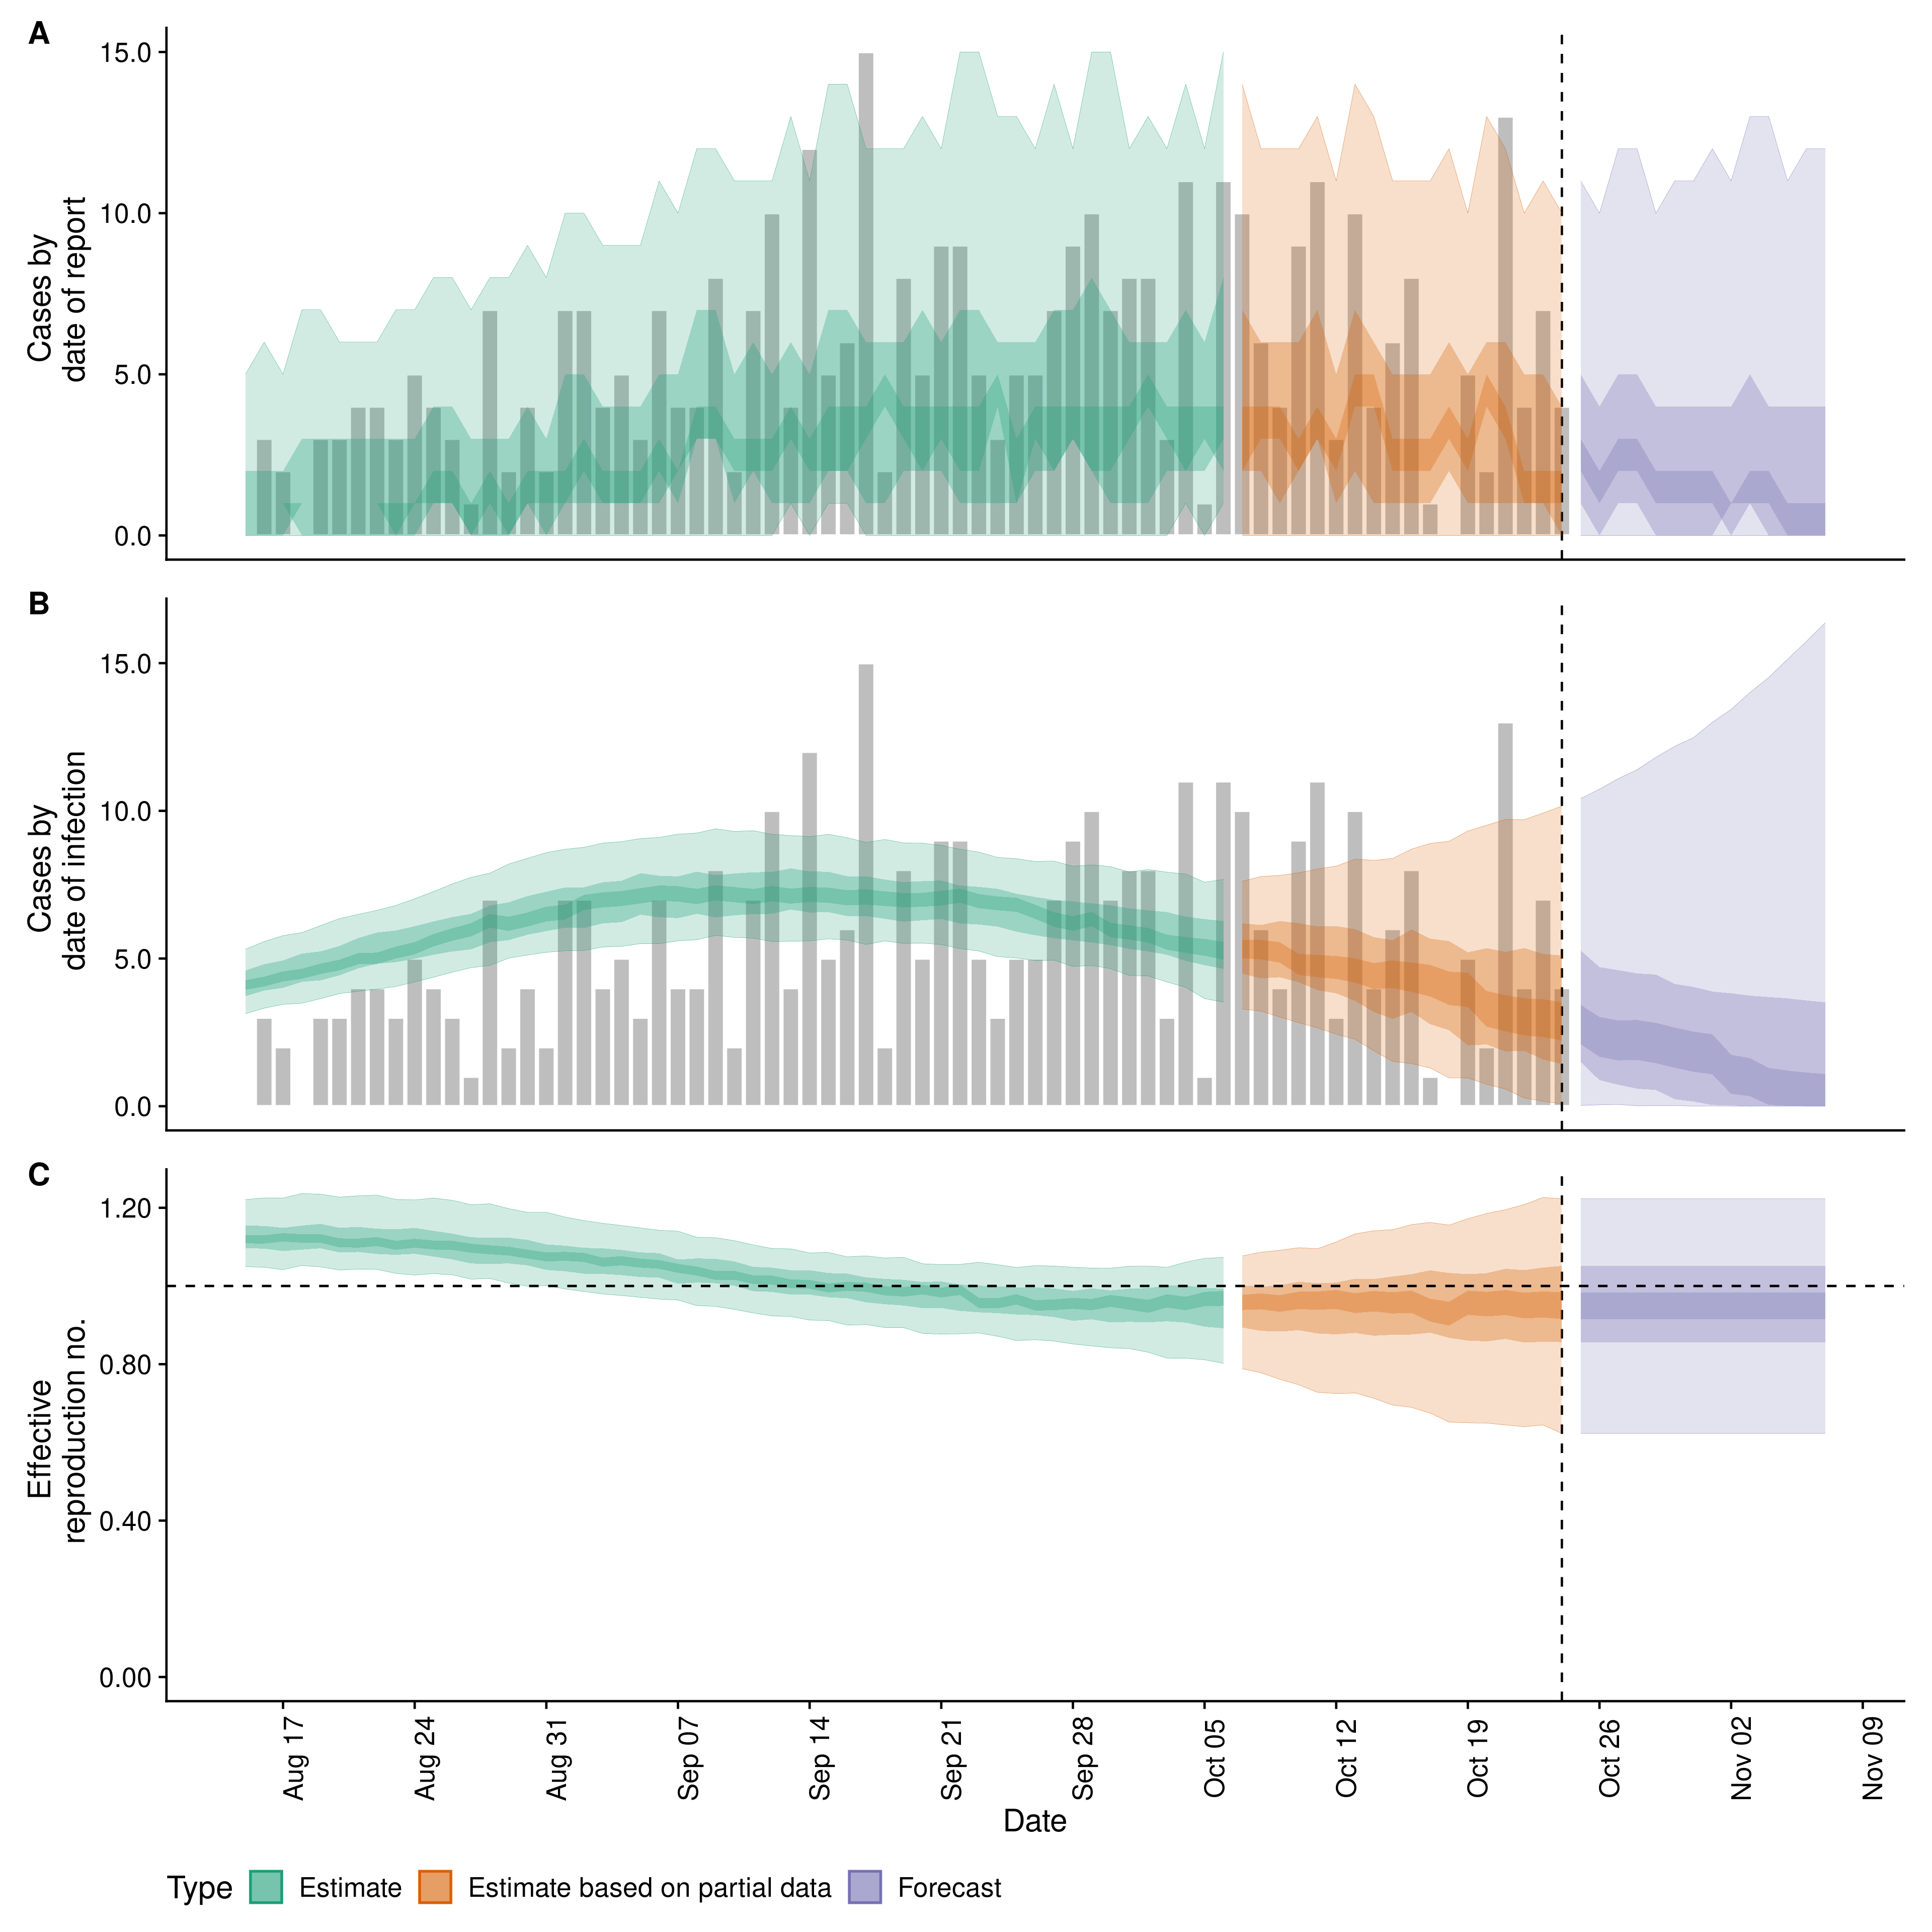 A
15.0
10.0
5.0
0.0
Cases by
date of report
B
15.0
10.0
5.0
0.0
Cases by
date of infection
C
1.20
0.80
0.40
0.00
Effective
reproduction no.
Aug 17
Aug 24
Aug 31
Sep 07
Sep 14
Sep 21
Sep 28
Oct 05
Oct 12
Oct 19
Oct 26
Nov 02
Nov 09
Date
Type Estimate Estimate based on partial data Forecast